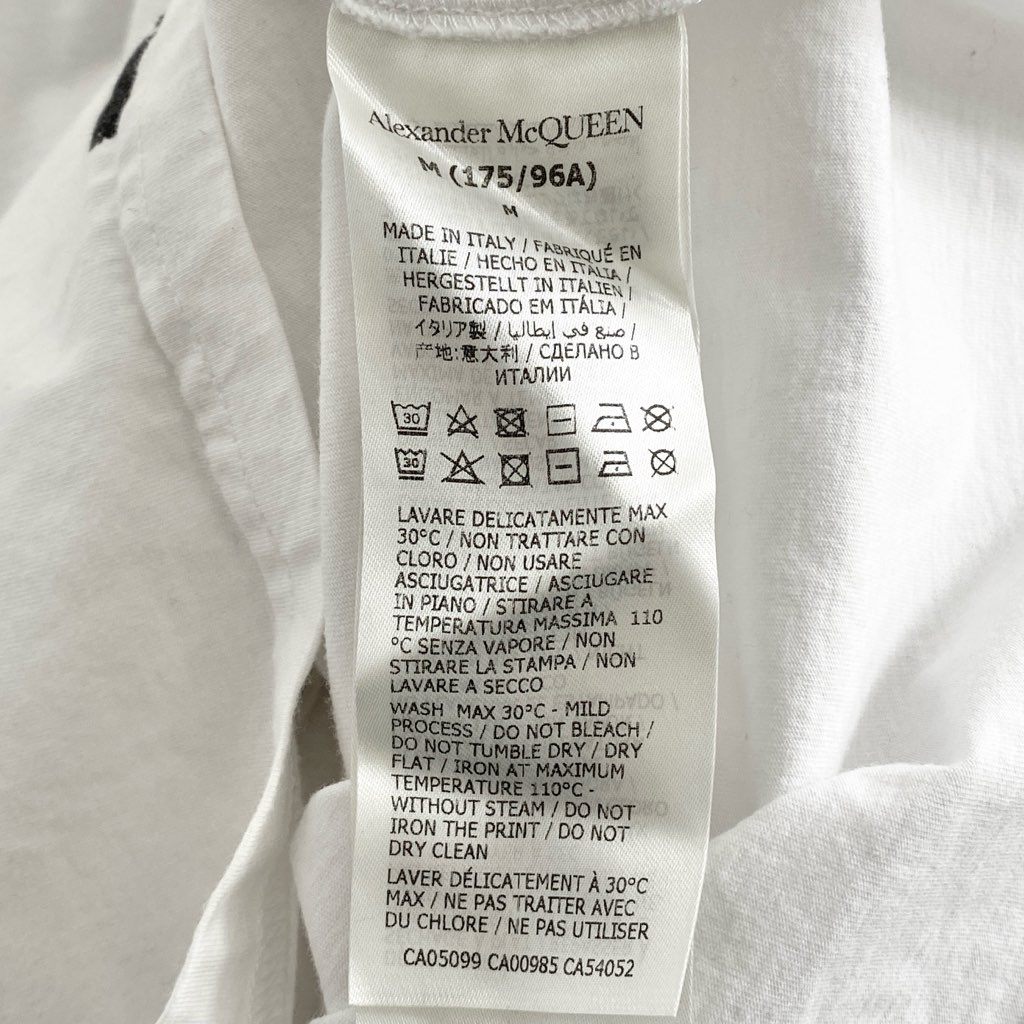 Alexander McQUEEN
M (175/96A)
M
MADE IN ITALY / FABRIQUÉ EN
ITALIE / HECHO EN ITALIA /
HERGESTELLT IN ITALIEN /
FABRICADO EM ITÁLIA /
イタリア製 / صنع في إيطاليا /
产地:意大利 / СДЕЛАНО В
ИТАЛИИ
30
30
LAVARE DELICATAMENTE MAX
30°C / NON TRATTARE CON
CLORO / NON USARE
ASCIUGATRICE / ASCIUGARE
IN PIANO / STIRARE A
TEMPERATURA MASSIMA 110
°C SENZA VAPORE / NON
STIRARE LA STAMPA / NON
LAVARE A SECCO
WASH MAX 30°C - MILD
PROCESS / DO NOT BLEACH /
DO NOT TUMBLE DRY / DRY
FLAT / IRON AT MAXIMUM
TEMPERATURE 110°C -
WITHOUT STEAM / DO NOT
IRON THE PRINT / DO NOT
DRY CLEAN
LAVER DÉLICATEMENT À 30°C
MAX / NE PAS TRAITER AVEC
DU CHLORE / NE PAS UTILISER
CA05099 CA00985 CA54052